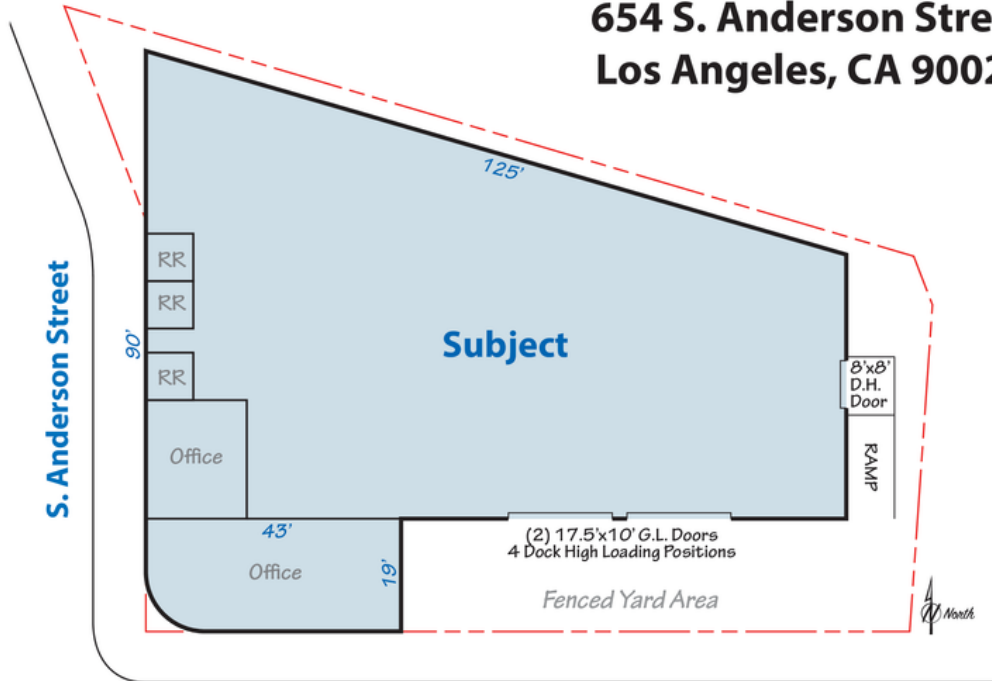 654 S. Anderson Stre
Los Angeles, CA 9002
125'
RR
RR
S. Anderson Street
90'
Subject
RR
8'x8'
D.H.
Door
Office
RAMP
43'
(2) 17.5'x10' G.L. Doors
4 Dock High Loading Positions
Office
19'
Fenced Yard Area
N North